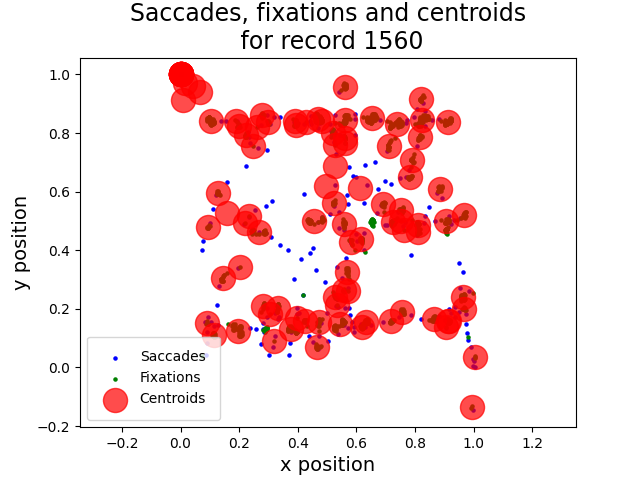 Saccades, fixations and centroids
for record 1560
y position
1.0
0.8
0.6
0.4
0.2
0.0
−0.2
Saccades
Fixations
Centroids
−0.2
0.0
0.2
0.4
0.6
0.8
1.0
1.2
x position